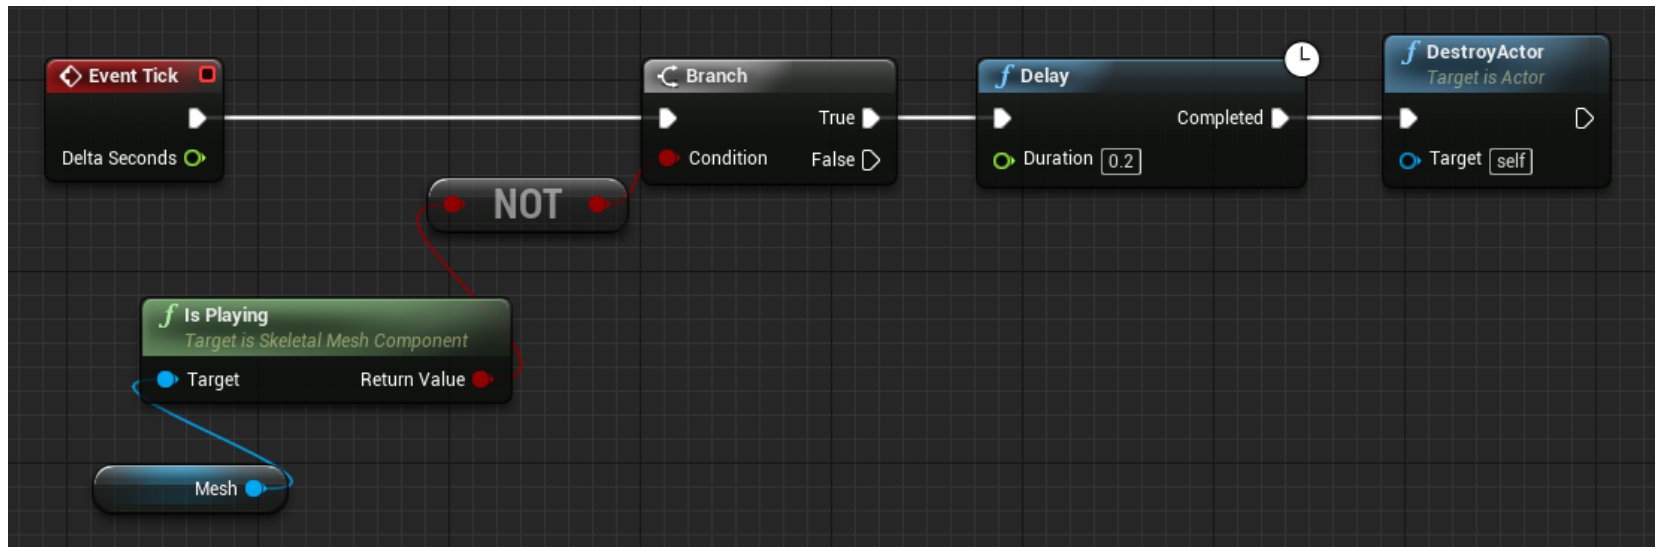 Event Tick
Delta Seconds
Branch
True
Condition
False
NOT
Delay
Completed
Duration 0.2
DestroyActor
Target is Actor
Target self
Is Playing
Target is Skeletal Mesh Component
Target Return Value
Mesh